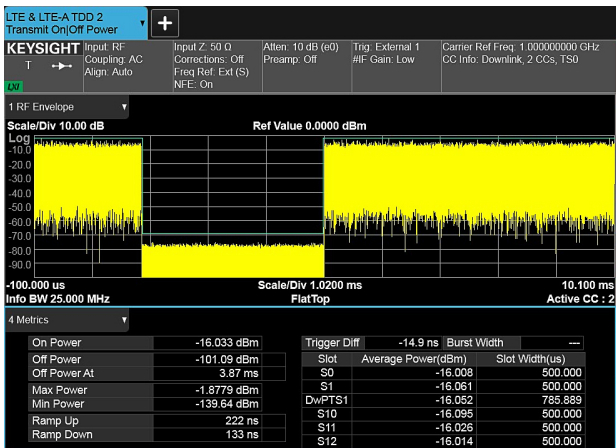 LTE & LTE-A TDD 2
Transmit On|Off Power
KEYSIGHT
T
LXI
Input: RF
Coupling: AC
Align: Auto
Input Z: 50 Ω
Corrections: Off
Freq Ref: Ext (S)
NFE: On
Atten: 10 dB (e0)
Preamp: Off
Trig: External 1
#IF Gain: Low
Carrier Ref Freq: 1.000000000 GHz
CC Info: Downlink, 2 CCs, TS0
1 RF Envelope
Scale/Div 10.00 dB
Ref Value 0.0000 dBm
Log
-10.0
-20.0
-30.0
-40.0
-50.0
-60.0
-70.0
-80.0
-90.0
-100.000 us
Scale/Div 1.0200 ms
10.100 ms
Info BW 25.000 MHz
FlatTop
Active CC : 2
4 Metrics
On Power -16.033 dBm
Off Power -101.09 dBm
Off Power At 3.87 ms
Max Power -1.8779 dBm
Min Power -139.64 dBm
Ramp Up 222 ns
Ramp Down 133 ns
Trigger Diff -14.9 ns Burst Width ---
Slot Average Power(dBm) Slot Width(us)
S0 -16.008 500.000
S1 -16.061 500.000
DwPTS1 -16.052 785.889
S10 -16.095 500.000
S11 -16.026 500.000
S12 -16.014 500.000